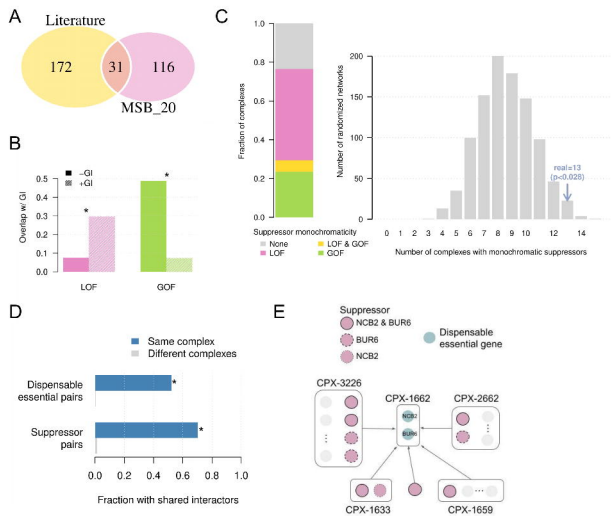 A
Literature
172
31
116
MSB_20
B
Overlap w/ GI
0.5
0.4
0.3
0.2
0.1
0.0
−GI
+GI
*
*
LOF
GOF
C
Fraction of complexes
1.0
0.8
0.6
0.4
0.2
0.0
Suppressor monochromaticity
None
LOF & GOF
LOF
GOF
Number of randomized networks
200
150
100
50
0
real=13
(p<0.025)
0 1 2 3 4 5 6 7 8 9 10 12 14
Number of complexes with monochromatic suppressors
D
Same complex
Different complexes
Dispensable
essential pairs
*
Suppressor
pairs
*
0.0 0.2 0.4 0.6 0.8 1.0
Fraction with shared interactors
E
Suppressor
NCB2 & BUR6
BUR6
NCB2
Dispensable
essential gene
CPX-3226
CPX-1662
CPX-2662
NCB2
BUR6
CPX-1633
CPX-1659